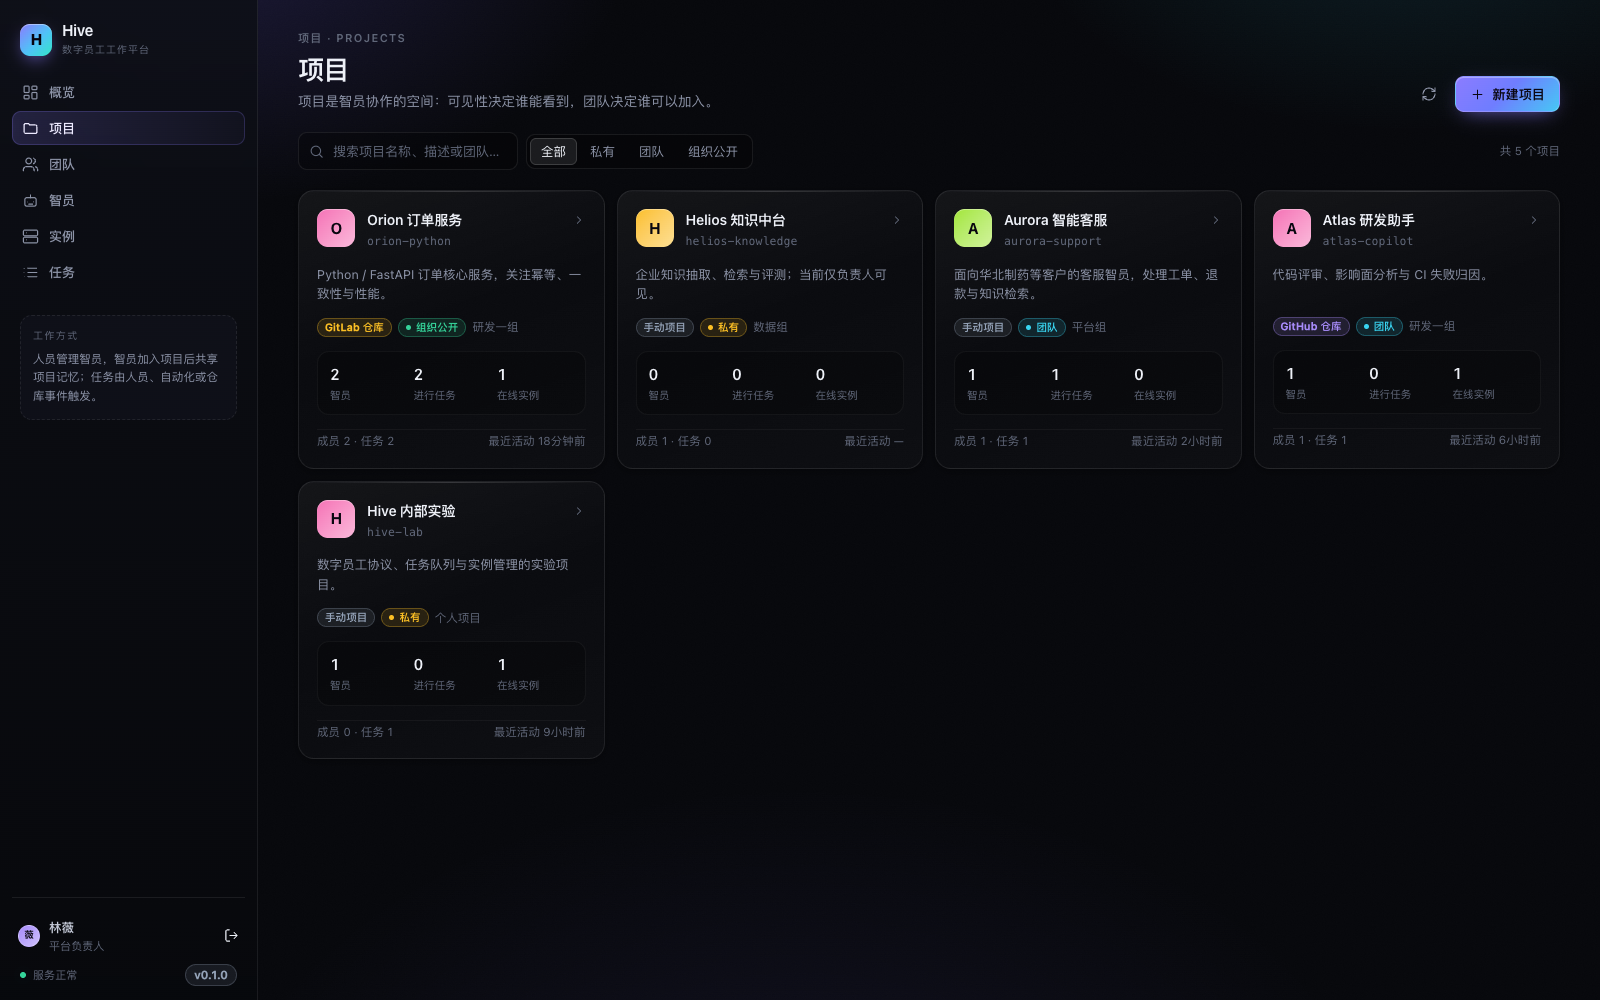 H
Hive
数字员工工作平台
概览
项目
团队
智员
实例
任务
工作方式
人员管理智员，智员加入项目后共享
项目记忆；任务由人员、自动化或仓
库事件触发。
薇
林薇
平台负责人
服务正常
v0.1.0
项目 · PROJECTS
项目
项目是智员协作的空间：可见性决定谁能看到，团队决定谁可以加入。
新建项目
搜索项目名称、描述或团队...
全部
私有
团队
组织公开
共 5 个项目
O
Orion 订单服务
orion-python
Python / FastAPI 订单核心服务，关注幂等、一
致性与性能。
GitLab 仓库
组织公开
研发一组
2
2
1
智员
进行任务
在线实例
成员 2 · 任务 2
最近活动 18分钟前
H
Helios 知识中台
helios-knowledge
企业知识抽取、检索与评测；当前仅负责人可
见。
手动项目
私有
数据组
0
0
0
智员
进行任务
在线实例
成员 1 · 任务 0
最近活动 —
A
Aurora 智能客服
aurora-support
面向华北制药等客户的客服智员，处理工单、退
款与知识检索。
手动项目
团队
平台组
1
1
0
智员
进行任务
在线实例
成员 1 · 任务 1
最近活动 2小时前
A
Atlas 研发助手
atlas-copilot
代码评审、影响面分析与 CI 失败归因。
GitHub 仓库
团队
研发一组
1
0
1
智员
进行任务
在线实例
成员 1 · 任务 1
最近活动 6小时前
H
Hive 内部实验
hive-lab
数字员工协议、任务队列与实例管理的实验项
目。
手动项目
私有
个人项目
1
0
1
智员
进行任务
在线实例
成员 0 · 任务 1
最近活动 9小时前